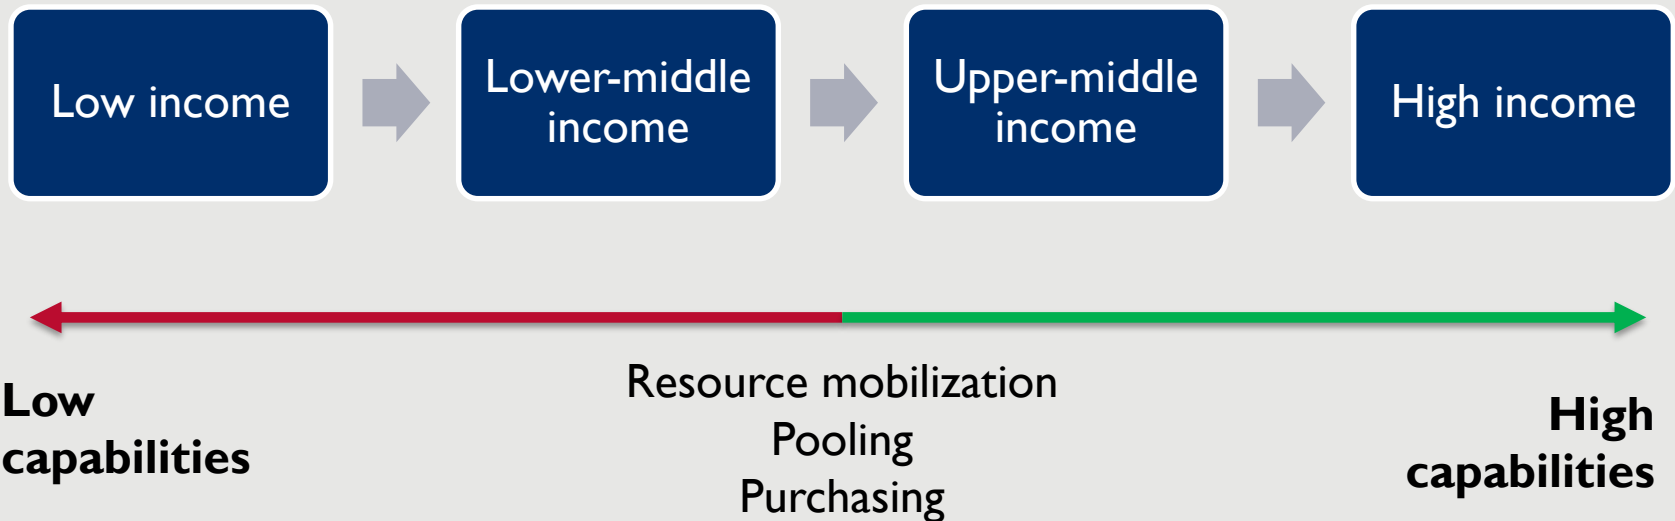 Low income
Lower-middle
income
Upper-middle
income
High income
Low
capabilities
Resource mobilization
Pooling
Purchasing
High
capabilities